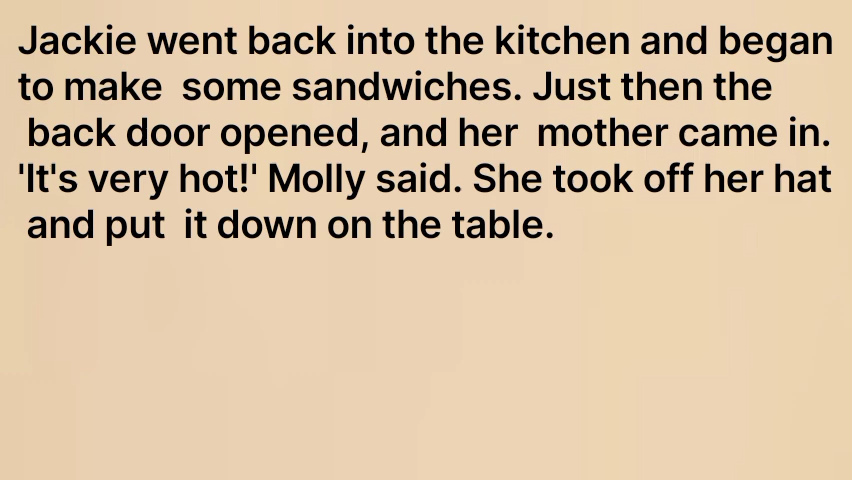 Jackie went back into the kitchen and began
to make  some sandwiches. Just then the
 back door opened, and her  mother came in.
'It's very hot!' Molly said. She took off her hat
 and put  it down on the table.